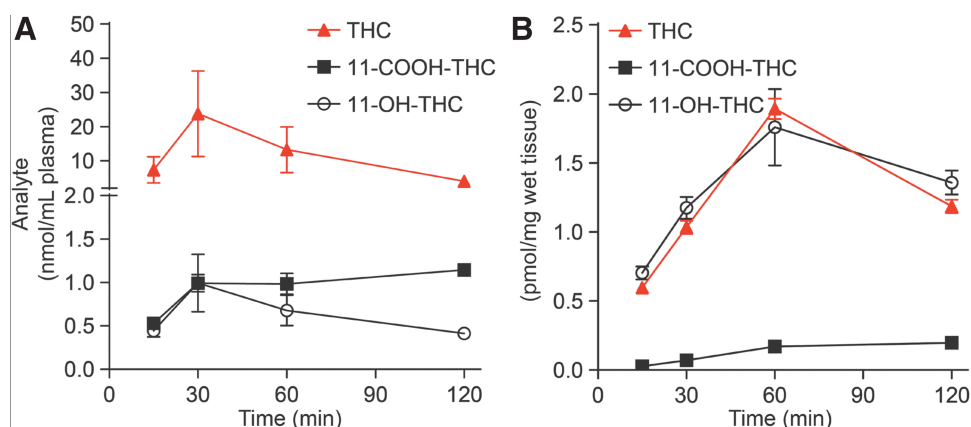 A
Analyte
(nmol/mL plasma)
50
40
30
20
10
2.0
1.5
1.0
0.5
0.0
THC
11-COOH-THC
11-OH-THC
0 30 60 90 120
Time (min)
B
(pmol/mg wet tissue)
2.5
2.0
1.5
1.0
0.5
0.0
THC
11-COOH-THC
11-OH-THC
0 30 60 90 120
Time (min)